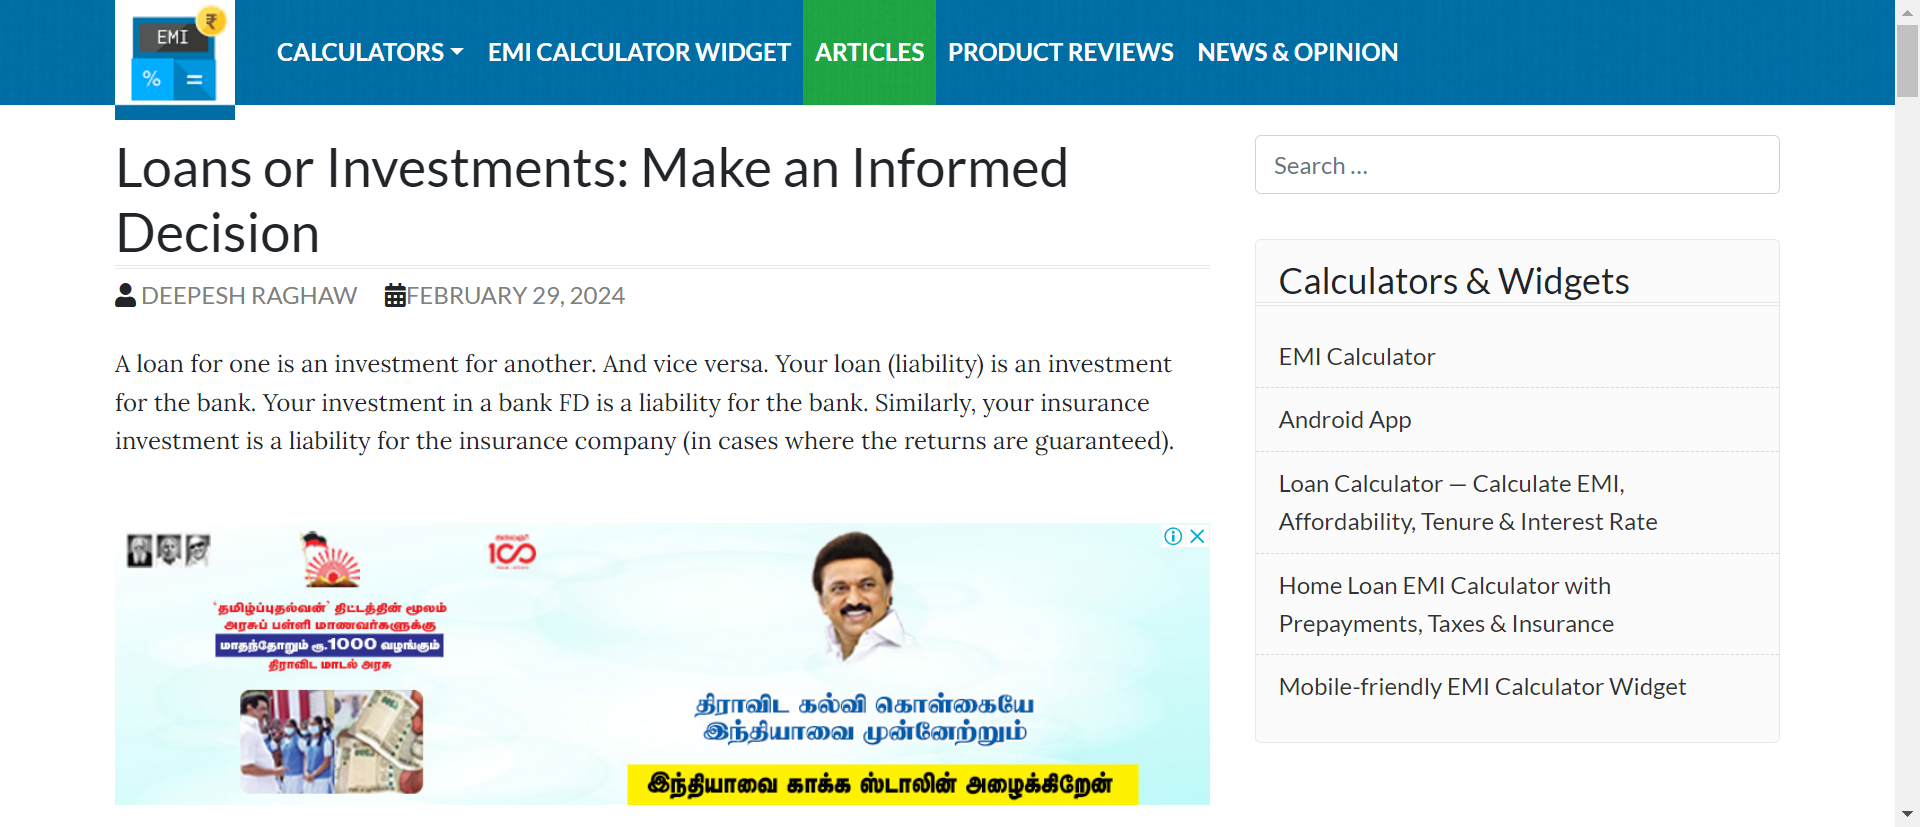 EMI
₹
%
=
CALCULATORS
EMI CALCULATOR WIDGET
ARTICLES
PRODUCT REVIEWS
NEWS & OPINION
Loans or Investments: Make an Informed
Decision
DEEPESH RAGHAW
FEBRUARY 29, 2024
A loan for one is an investment for another. And vice versa. Your loan (liability) is an investment
for the bank. Your investment in a bank FD is a liability for the bank. Similarly, your insurance
investment is a liability for the insurance company (in cases where the returns are guaranteed).
100
‘தமிழ்ப்புதல்வன்’ திட்டத்தின் மூலம்
அரசுப் பள்ளி மாணவர்களுக்கு
மாதந்தோறும் ரூ.1000 வழங்கும்
திராவிட மாடல் அரசு
திராவிட கல்வி கொள்கையே
இந்தியாவை முன்னேற்றும்
இந்தியாவை காக்க ஸ்டாலின் அழைக்கிறேன்
Search ...
Calculators & Widgets
EMI Calculator
Android App
Loan Calculator — Calculate EMI,
Affordability, Tenure & Interest Rate
Home Loan EMI Calculator with
Prepayments, Taxes & Insurance
Mobile-friendly EMI Calculator Widget